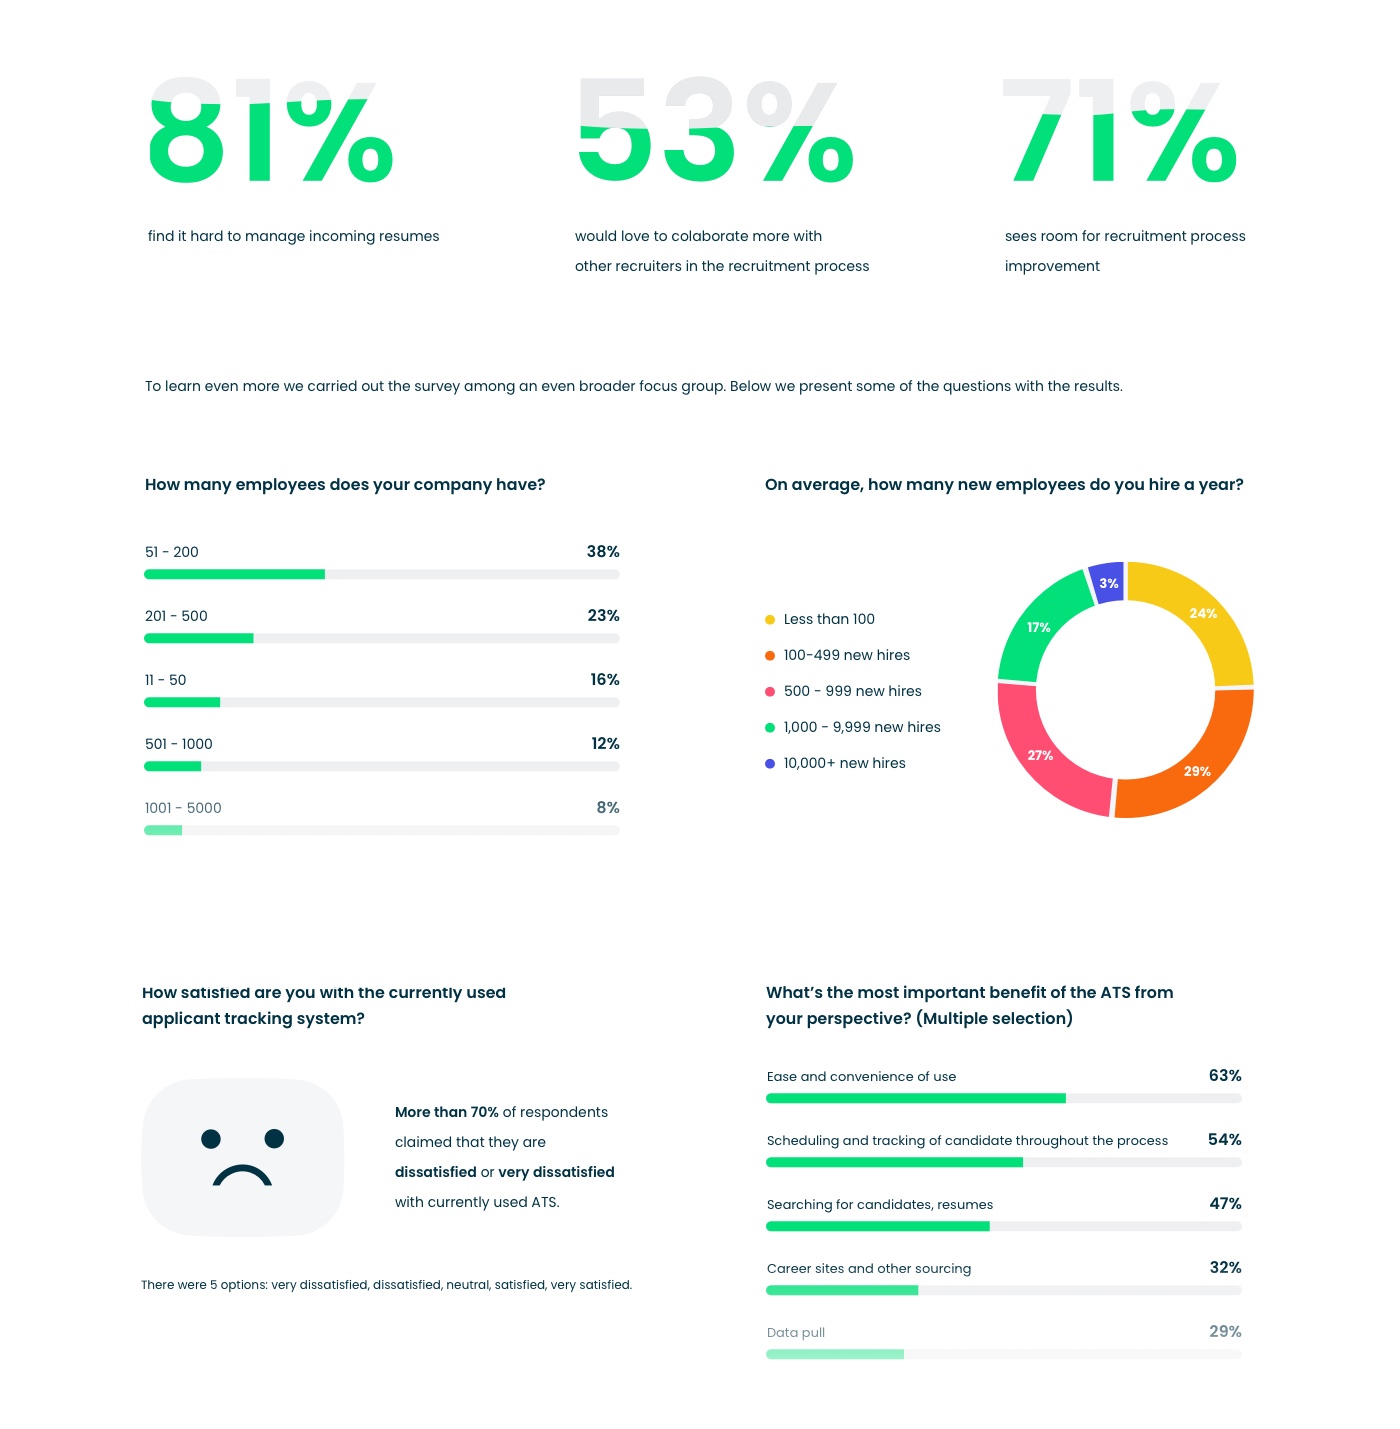 81%
53%
71%
find it hard to manage incoming resumes
would love to colaborate more with
other recruiters in the recruitment process
sees room for recruitment process
improvement
To learn even more we carried out the survey among an even broader focus group. Below we present some of the questions with the results.
How many employees does your company have?
51 - 200
38%
201 - 500
23%
11 - 50
16%
501 - 1000
12%
1001 - 5000
8%
On average, how many new employees do you hire a year?
Less than 100
100-499 new hires
500 - 999 new hires
1,000 - 9,999 new hires
10,000+ new hires
3%
24%
17%
27%
29%
How satisfied are you with the currently used
applicant tracking system?
More than 70% of respondents
claimed that they are
dissatisfied or very dissatisfied
with currently used ATS.
There were 5 options: very dissatisfied, dissatisfied, neutral, satisfied, very satisfied.
What’s the most important benefit of the ATS from
your perspective? (Multiple selection)
Ease and convenience of use
63%
Scheduling and tracking of candidate throughout the process
54%
Searching for candidates, resumes
47%
Career sites and other sourcing
32%
Data pull
29%